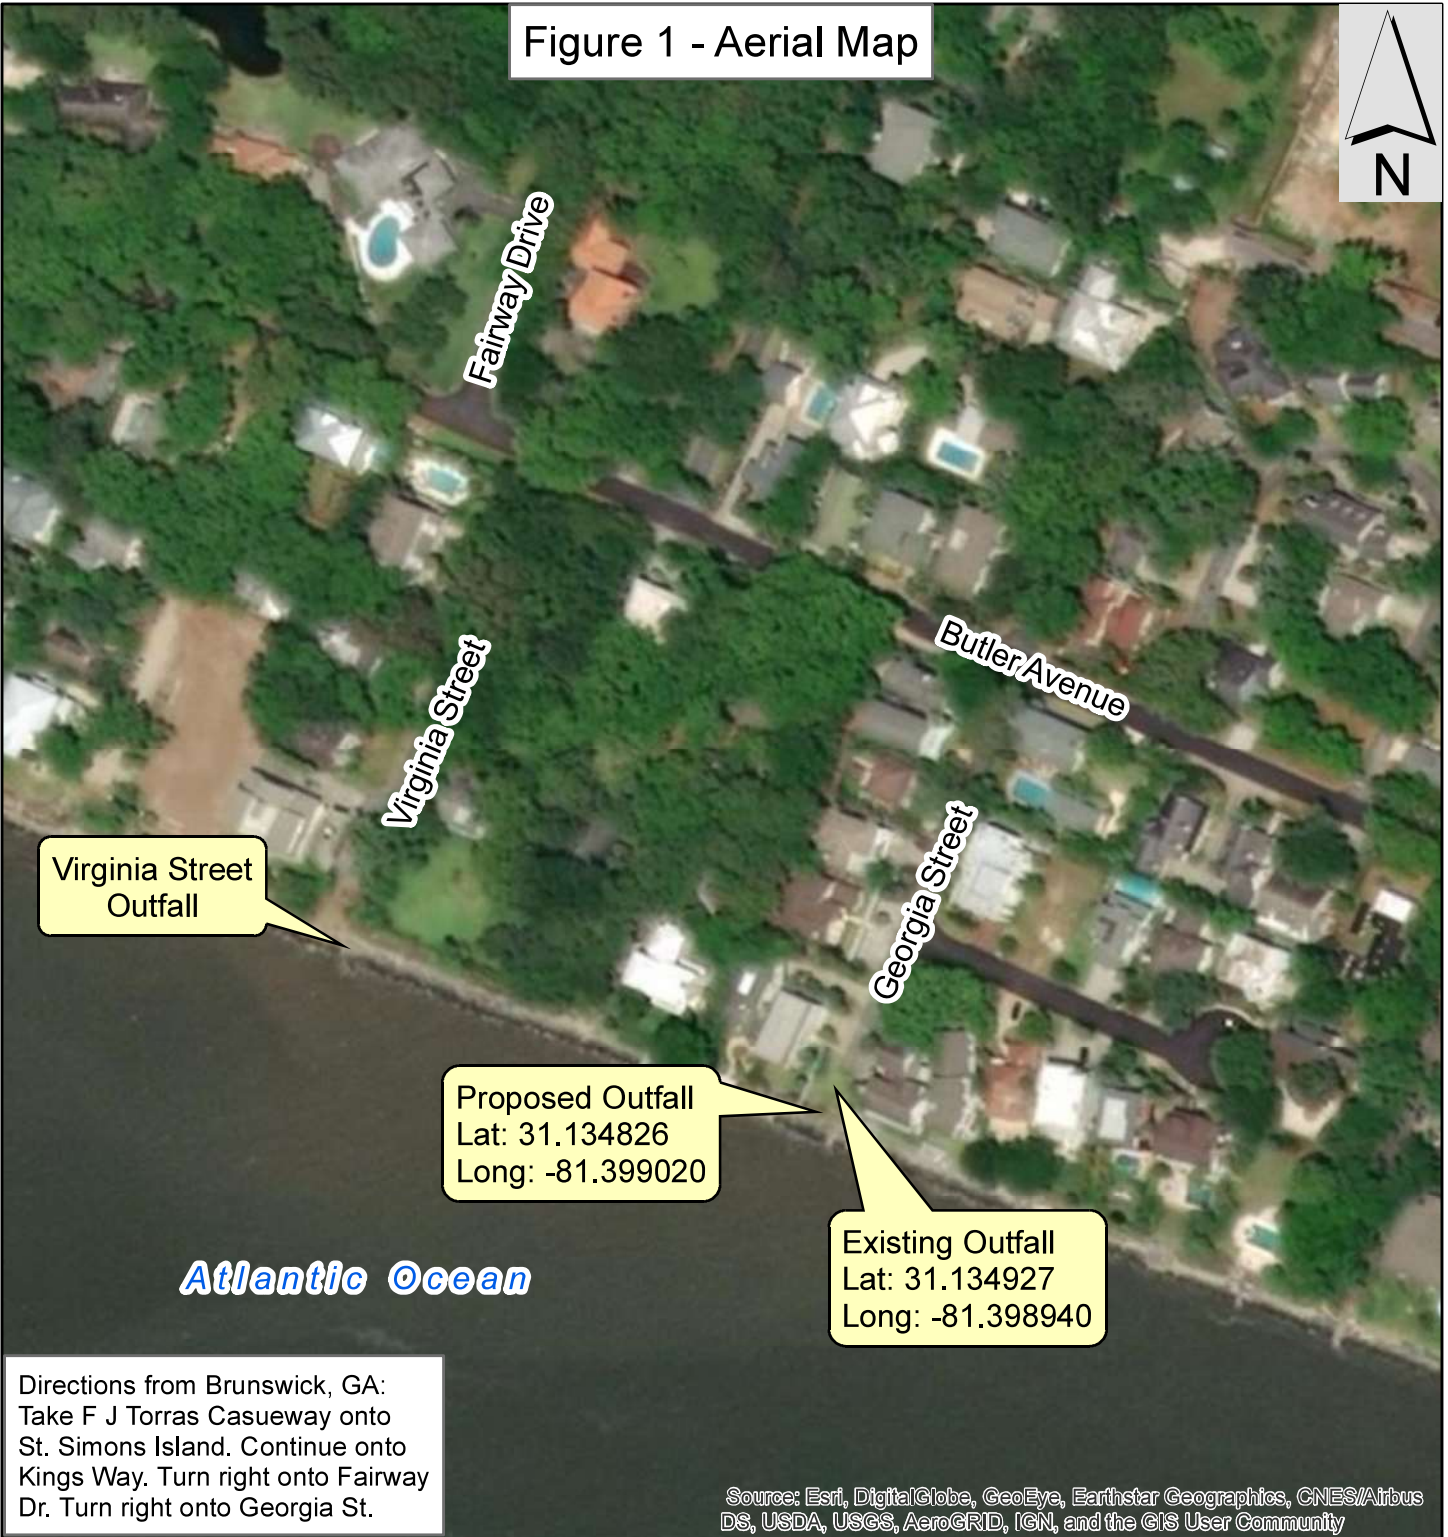 Figure 1 - Aerial Map
N
Fairway Drive
Butler Avenue
Virginia Street
Georgia Street
Virginia Street
Outfall
Proposed Outfall
Lat: 31.134826
Long: -81.399020
Existing Outfall
Lat: 31.134927
Long: -81.398940
Atlantic Ocean
Directions from Brunswick, GA:
Take F J Torras Casueway onto
St. Simons Island. Continue onto
Kings Way. Turn right onto Fairway
Dr. Turn right onto Georgia St.
Source: Esri, DigitalGlobe, GeoEye, Earthstar Geographics, CNES/Airbus
DS, USDA, USGS, AeroGRID, IGN, and the GIS User Community